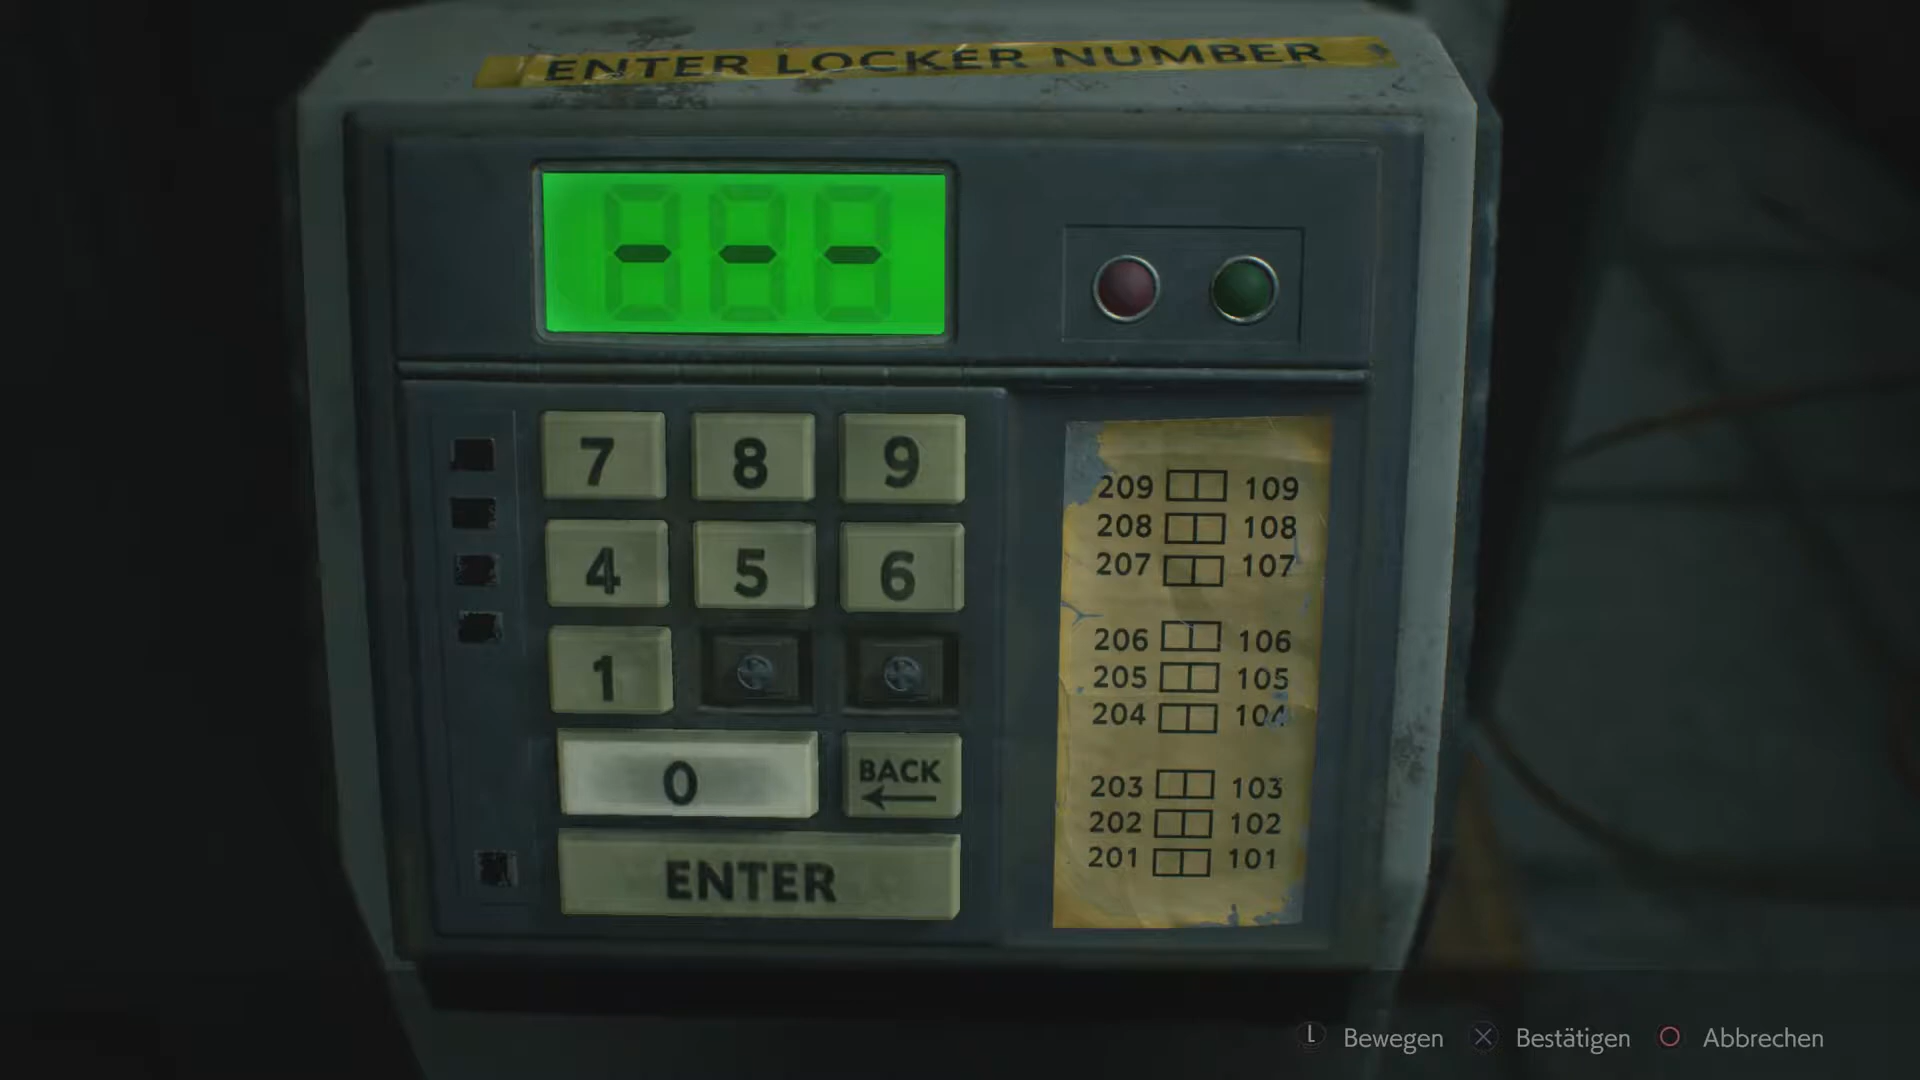 ENTER LOCKER NUMBER
- - -
7 8 9
4 5 6
1
0 BACK
ENTER
209 109
208 108
207 107
206 106
205 105
204 104
203 103
202 102
201 101
L Bewegen Bestätigen Abbrechen